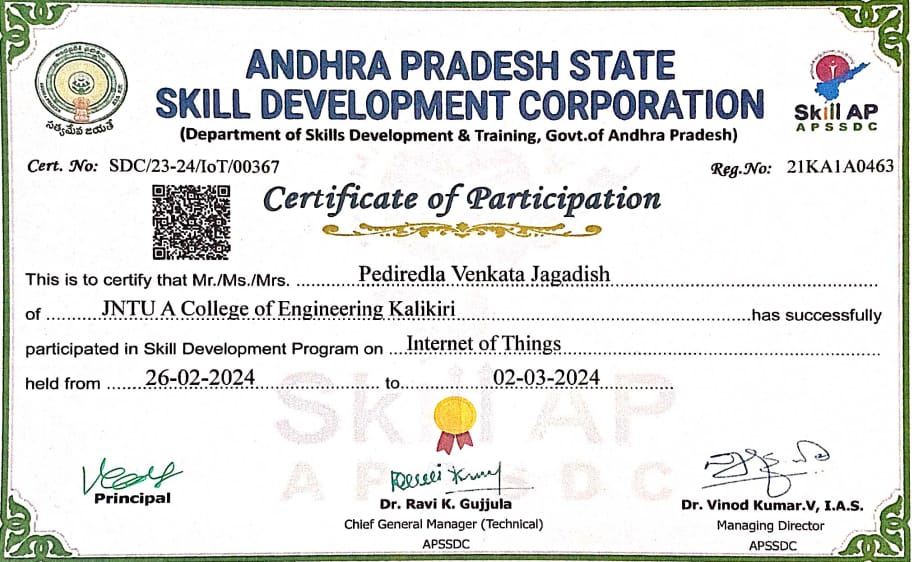 ANDHRA PRADESH STATE
SKILL DEVELOPMENT CORPORATION
(Department of Skills Development & Training, Govt.of Andhra Pradesh)
సత్యమేవ జయతే
Skill AP
APSSDC
Cert. No: SDC/23-24/IoT/00367
Reg.No: 21KA1A0463
Certificate of Participation
This is to certify that Mr./Ms./Mrs. Pediredla Venkata Jagadish
of JNTU A College of Engineering Kalikiri has successfully
participated in Skill Development Program on Internet of Things
held from 26-02-2024 to 02-03-2024
Skill AP
APSSDC
Principal
Dr. Ravi K. Gujjula
Chief General Manager (Technical)
APSSDC
Dr. Vinod Kumar.V, I.A.S.
Managing Director
APSSDC